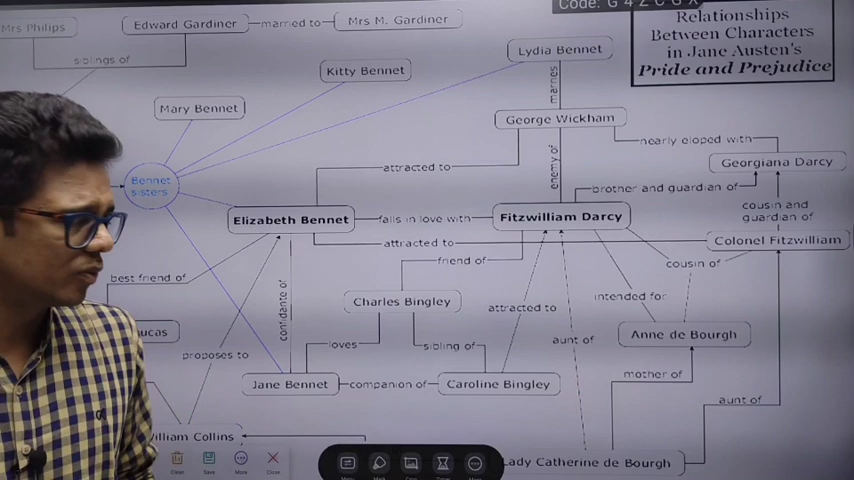 Code: G 4 Z C G X
Mrs Philips
Edward Gardiner
married to
Mrs M. Gardiner
Relationships
Between Characters
in Jane Austen's
Pride and Prejudice
siblings of
Kitty Bennet
Lydia Bennet
Mary Bennet
marries
George Wickham
nearly eloped with
Georgiana Darcy
attracted to
enemy of
Bennet
sisters
brother and guardian of
Elizabeth Bennet
falls in love with
Fitzwilliam Darcy
cousin and
guardian of
attracted to
Colonel Fitzwilliam
friend of
cousin of
best friend of
confidante of
Charles Bingley
intended for
attracted to
ucas
aunt of
Anne de Bourgh
loves
sibling of
proposes to
mother of
Jane Bennet
companion of
Caroline Bingley
aunt of
illiam Collins
Lady Catherine de Bourgh
Clear
Save
More
Close